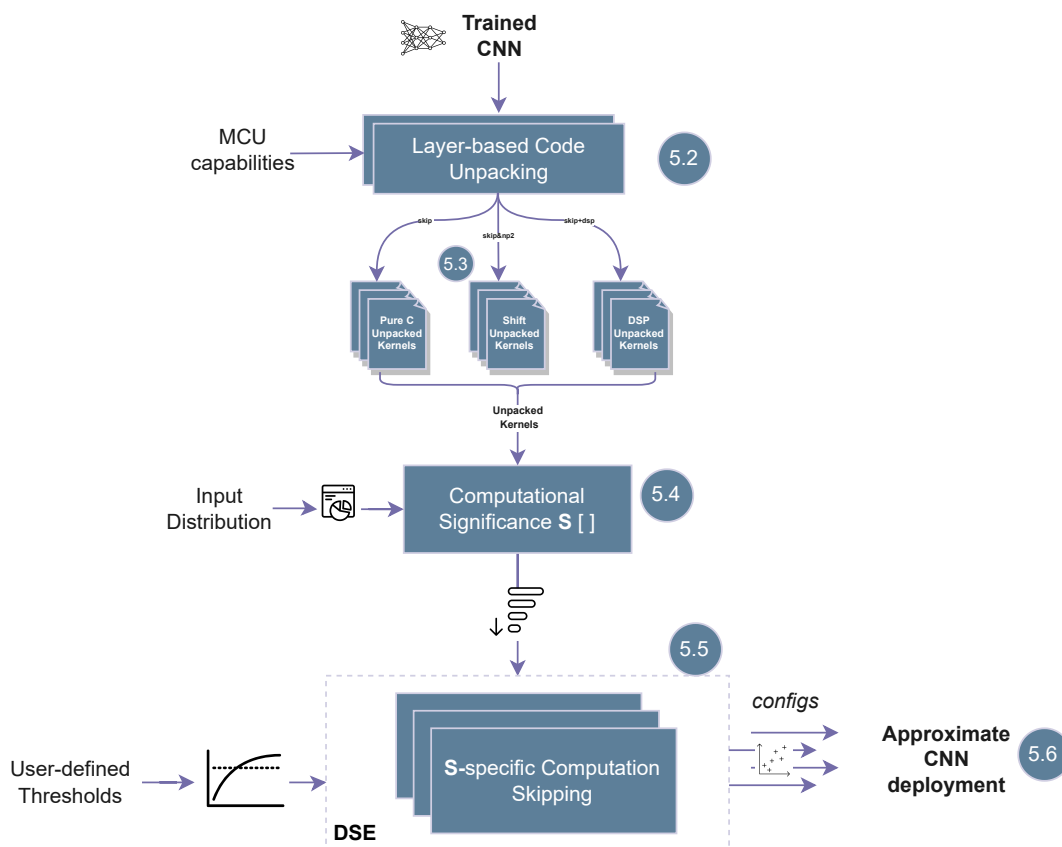 Trained
CNN
MCU
capabilities
Layer-based Code
Unpacking
5.2
skip
skip&np2
skip+dsp
5.3
Pure C
Unpacked
Kernels
Shift
Unpacked
Kernels
DSP
Unpacked
Kernels
Unpacked
Kernels
Input
Distribution
Computational
Significance S [ ]
5.4
5.5
User-defined
Thresholds
S-specific Computation
Skipping
DSE
configs
Approximate
CNN
deployment
5.6